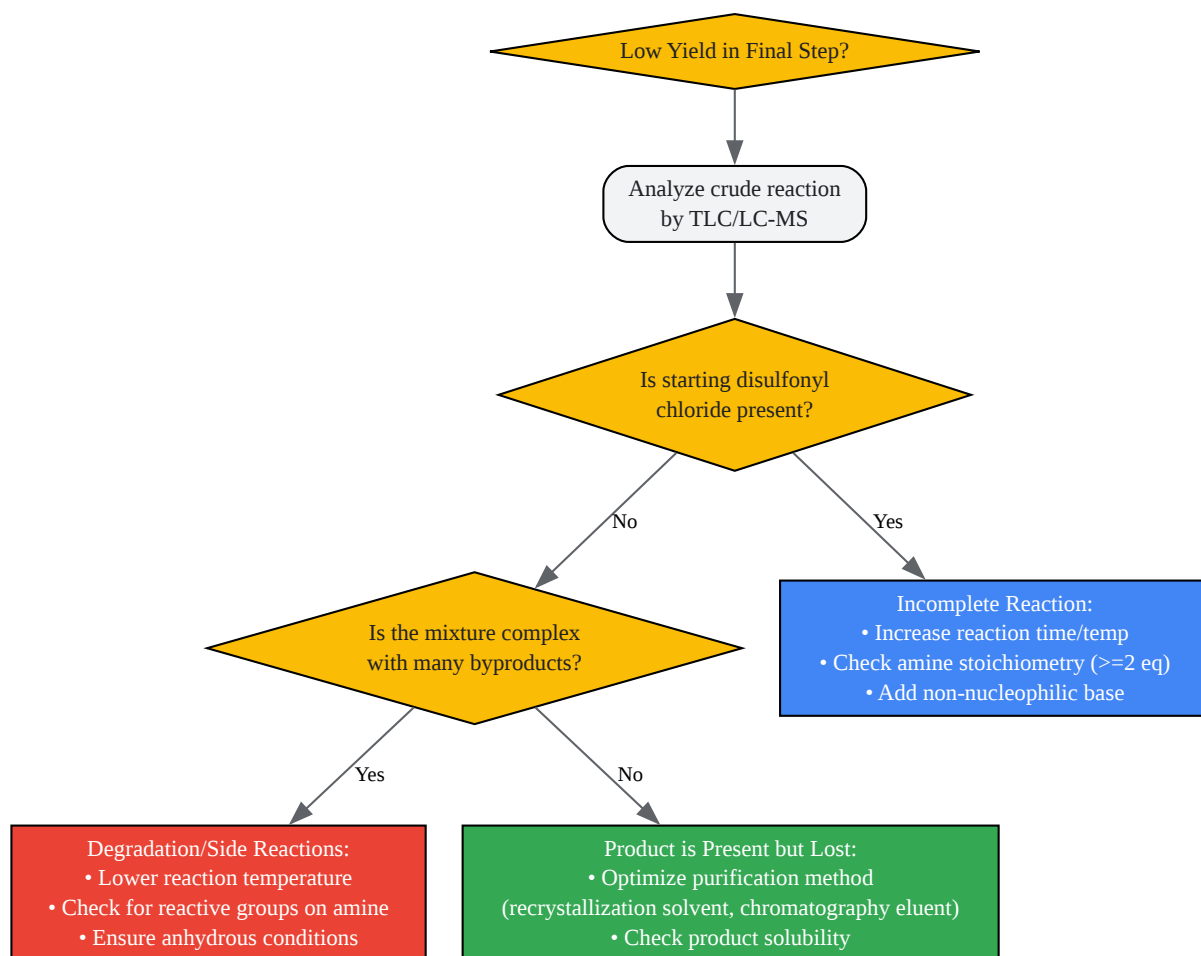 Low Yield in Final Step?
Analyze crude reaction
by TLC/LC-MS
Is starting disulfonyl
chloride present?
No
Yes
Is the mixture complex
with many byproducts?
Incomplete Reaction:
• Increase reaction time/temp
• Check amine stoichiometry (>=2 eq)
• Add non-nucleophilic base
Yes
No
Degradation/Side Reactions:
• Lower reaction temperature
• Check for reactive groups on amine
• Ensure anhydrous conditions
Product is Present but Lost:
• Optimize purification method
(recrystallization solvent, chromatography eluent)
• Check product solubility